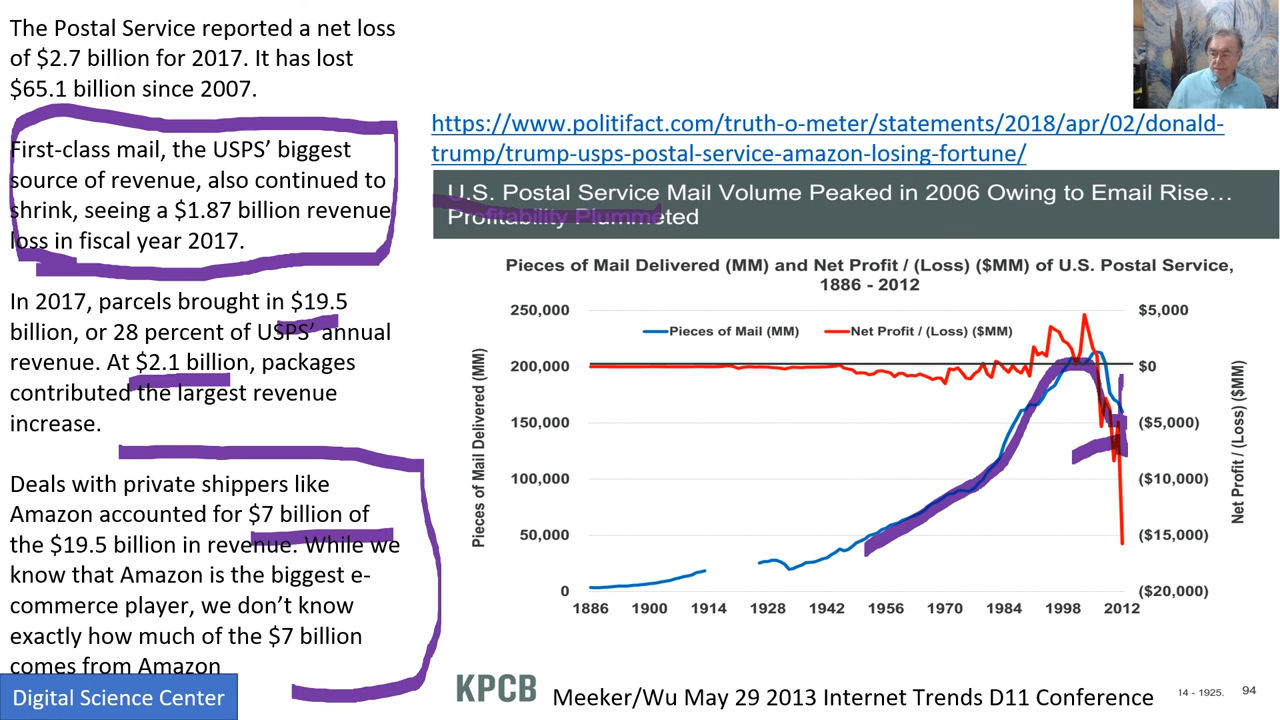 The Postal Service reported a net loss
of $2.7 billion for 2017. It has lost
$65.1 billion since 2007.
First-class mail, the USPS’ biggest
source of revenue, also continued to
shrink, seeing a $1.87 billion revenue
loss in fiscal year 2017.
In 2017, parcels brought in $19.5
billion, or 28 percent of USPS’ annual
revenue. At $2.1 billion, packages
contributed the largest revenue
increase.
Deals with private shippers like
Amazon accounted for $7 billion of
the $19.5 billion in revenue. While we
know that Amazon is the biggest e-
commerce player, we don’t know
exactly how much of the $7 billion
comes from Amazon
Digital Science Center
https://www.politifact.com/truth-o-meter/statements/2018/apr/02/donald-
trump/trump-usps-postal-service-amazon-losing-fortune/
U.S. Postal Service Mail Volume Peaked in 2006 Owing to Email Rise…
Profitability Plummeted
Pieces of Mail Delivered (MM) and Net Profit / (Loss) ($MM) of U.S. Postal Service,
1886 - 2012
Pieces of Mail (MM)
Net Profit / (Loss) ($MM)
Pieces of Mail Delivered (MM)
250,000
200,000
150,000
100,000
50,000
0
$5,000
$0
($5,000)
($10,000)
($15,000)
($20,000)
Net Profit / (Loss) ($MM)
1886 1900 1914 1928 1942 1956 1970 1984 1998 2012
KPCB
Meeker/Wu May 29 2013 Internet Trends D11 Conference
14 - 1925.
94